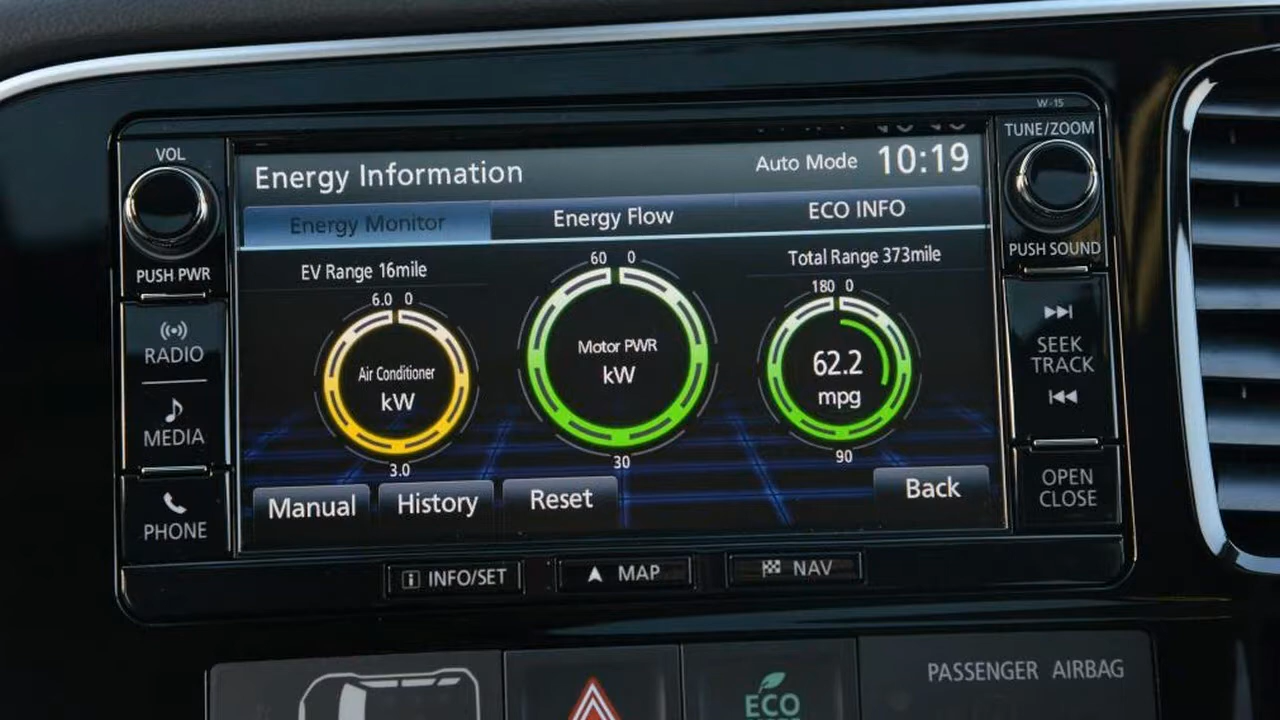 W-15
VOL
TUNE/ZOOM
Energy Information
Auto Mode 10:19
Energy Monitor
Energy Flow
ECO INFO
PUSH PWR
PUSH SOUND
EV Range 16mile
Total Range 373mile
6.0 0
60 0
180 0
Air Conditioner
kW
3.0
Motor PWR
kW
30
62.2
mpg
90
RADIO
MEDIA
PHONE
SEEK
TRACK
OPEN
CLOSE
Manual
History
Reset
Back
i INFO/SET
MAP
NAV
ECO
PASSENGER AIRBAG